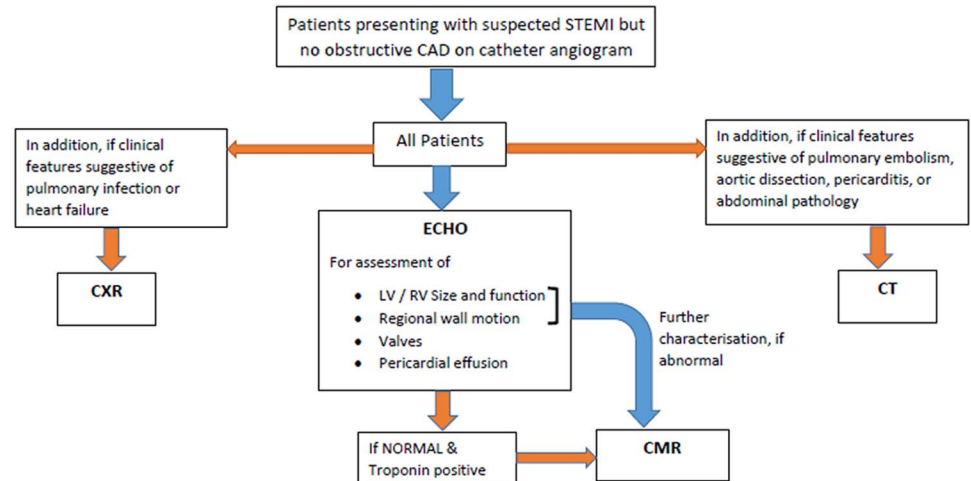 Patients presenting with suspected STEMI but
no obstructive CAD on catheter angiogram
All Patients
In addition, if clinical
features suggestive of
pulmonary infection or
heart failure
In addition, if clinical features
suggestive of pulmonary embolism,
aortic dissection, pericarditis, or
abdominal pathology
CXR
ECHO
For assessment of
• LV / RV Size and function
• Regional wall motion
• Valves
• Pericardial effusion
CT
Further
characterisation, if
abnormal
If NORMAL &
Troponin positive
CMR